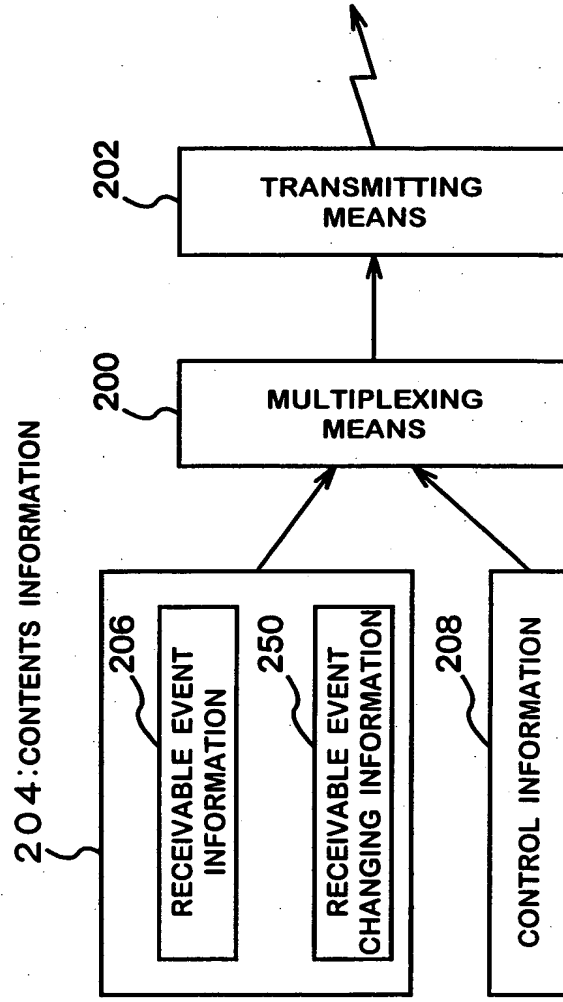 204:CONTENTS INFORMATION
206
RECEIVABLE EVENT
INFORMATION
250
RECEIVABLE EVENT
CHANGING INFORMATION
208
CONTROL INFORMATION
200
MULTIPLEXING
MEANS
202
TRANSMITTING
MEANS